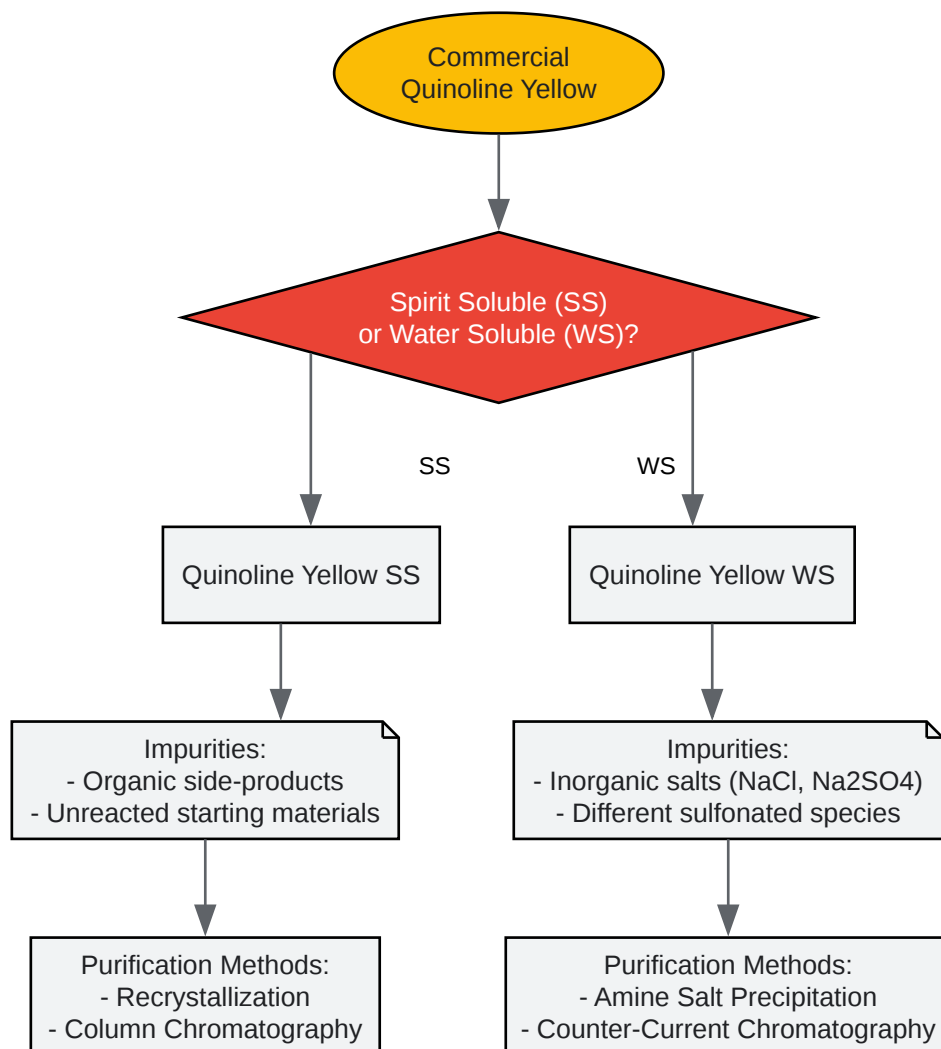 Commercial
Quinoline Yellow
Spirit Soluble (SS)
or Water Soluble (WS)?
SS
WS
Quinoline Yellow SS
Quinoline Yellow WS
Impurities:
- Organic side-products
- Unreacted starting materials
Impurities:
- Inorganic salts (NaCl, Na2SO4)
- Different sulfonated species
Purification Methods:
- Recrystallization
- Column Chromatography
Purification Methods:
- Amine Salt Precipitation
- Counter-Current Chromatography